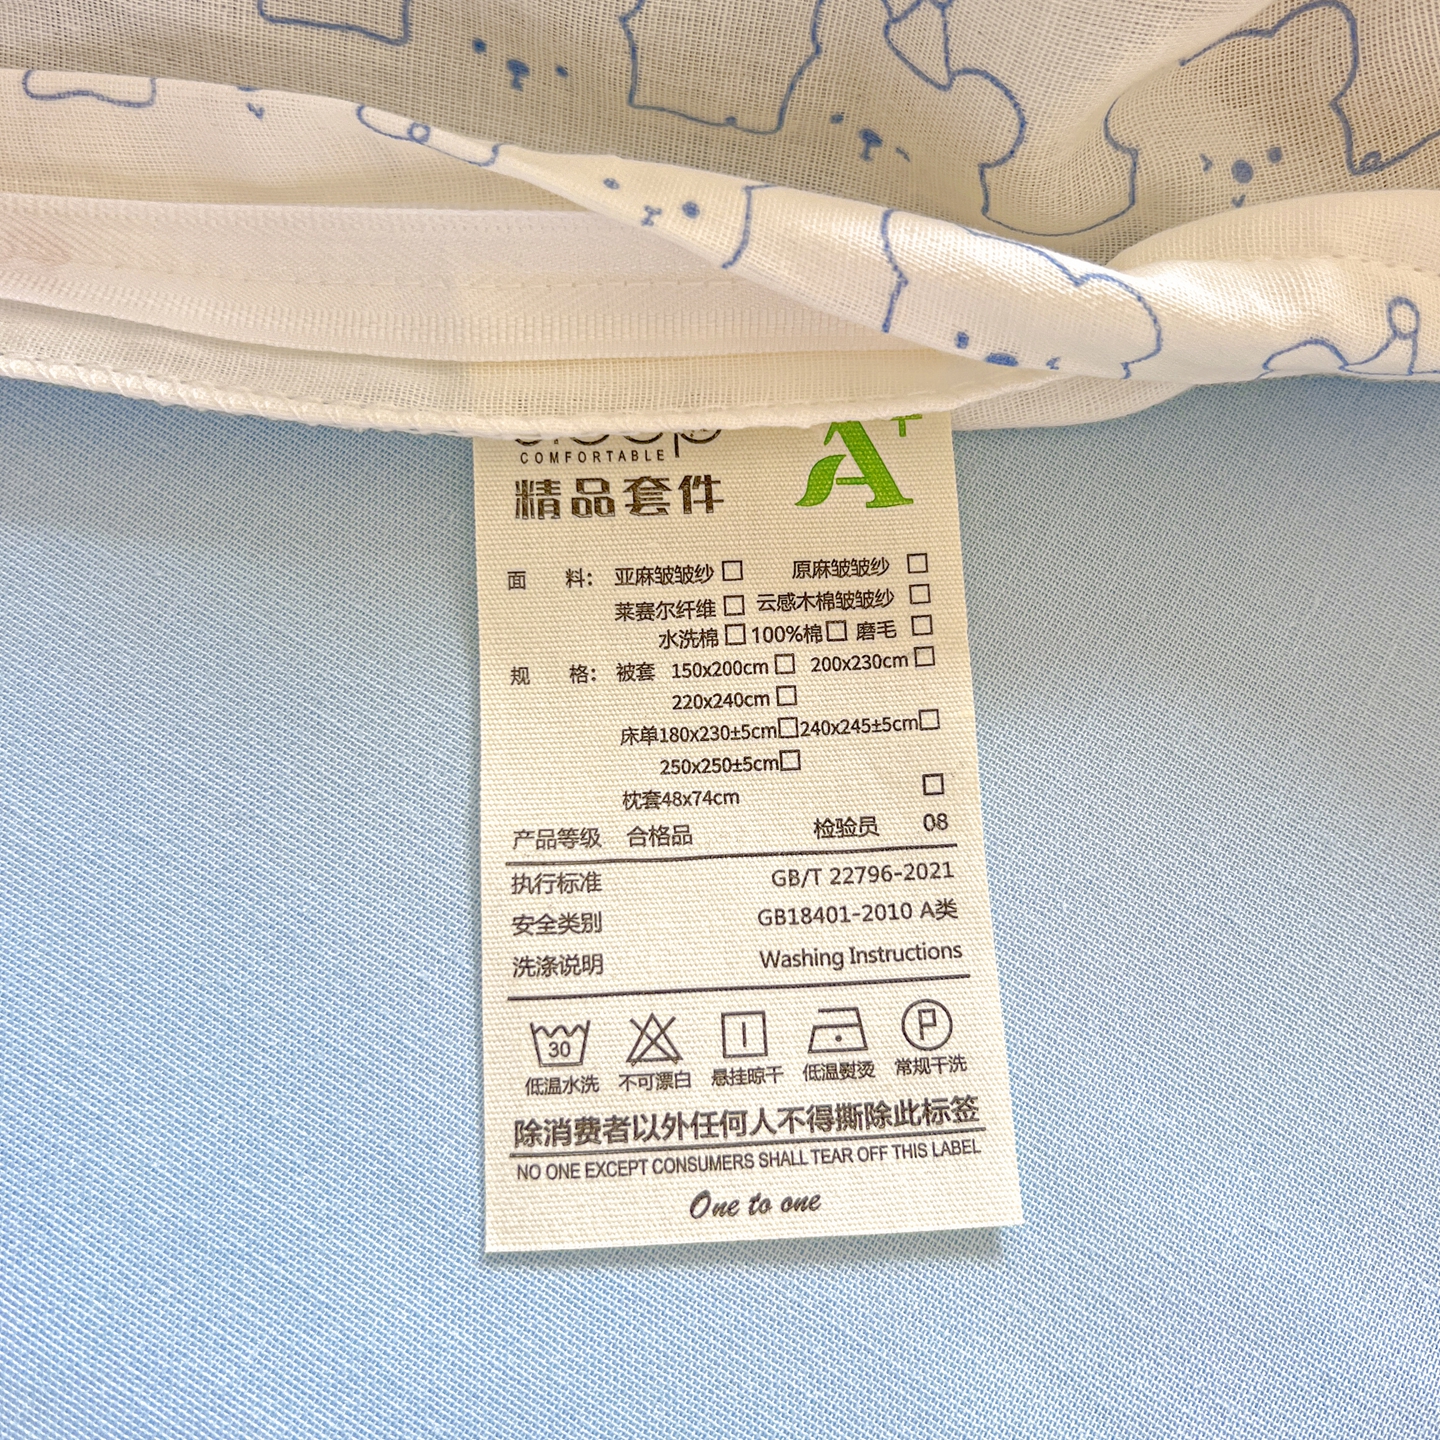 sleep
COMFORTABLE
A+
精品套件
面 料: 亚麻皱皱纱 □ 原麻皱皱纱 □
莱赛尔纤维 □ 云感木棉皱皱纱 □
水洗棉 □ 100%棉 □ 磨毛 □
规 格: 被套 150x200cm □ 200x230cm □
220x240cm □
床单180x230±5cm □ 240x245±5cm □
250x250±5cm □
枕套48x74cm □
产品等级 合格品 检验员 08
执行标准 GB/T 22796-2021
安全类别 GB18401-2010 A类
洗涤说明 Washing Instructions
30 P
低温水洗 不可漂白 悬挂晾干 低温熨烫 常规干洗
除消费者以外任何人不得撕除此标签
NO ONE EXCEPT CONSUMERS SHALL TEAR OFF THIS LABEL
One to one